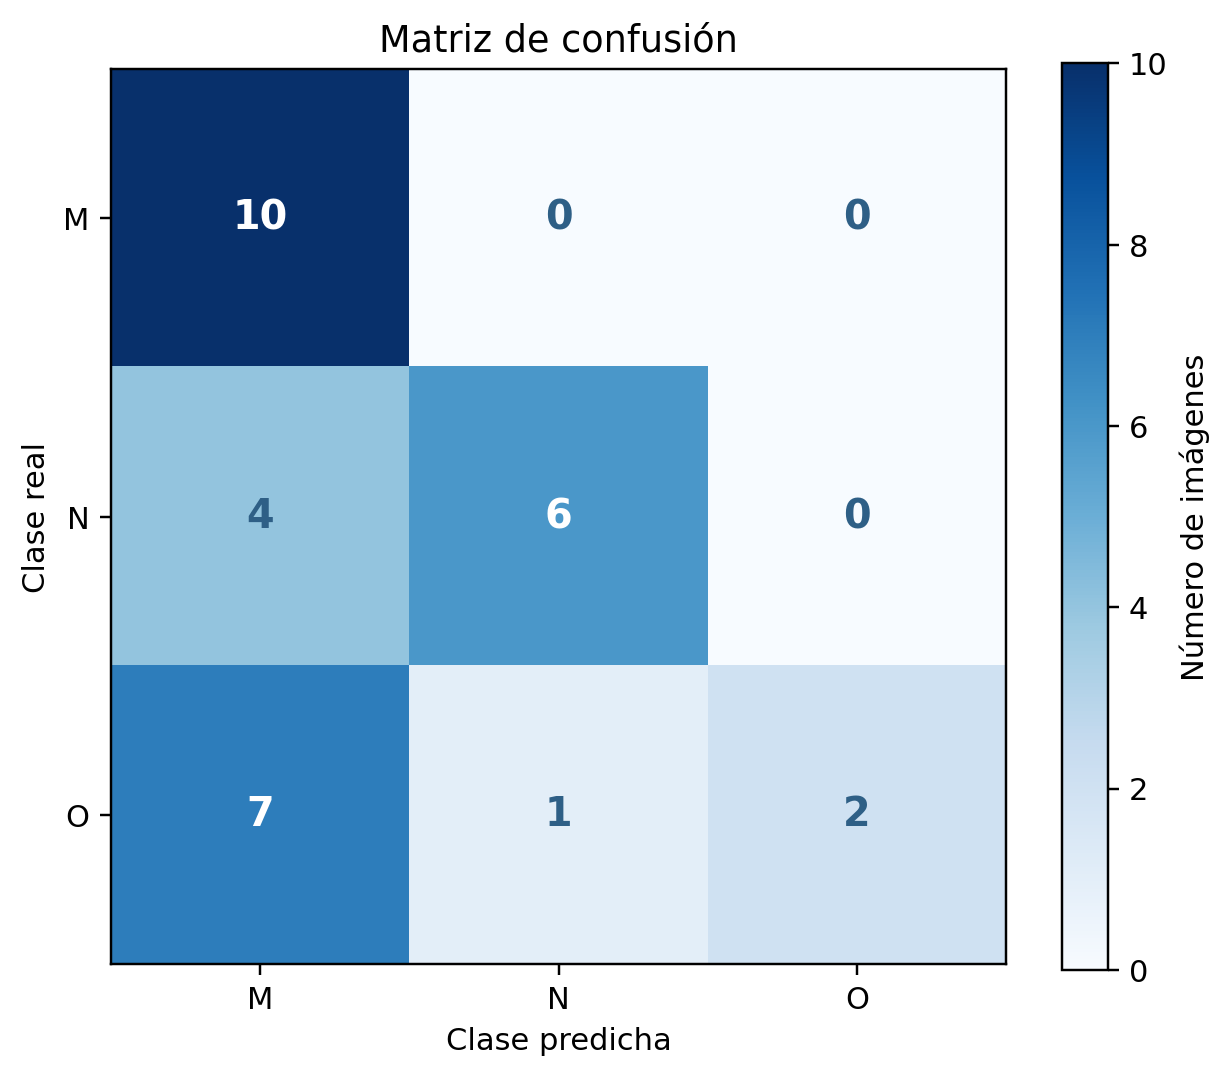 Matriz de confusión
M 10 0 0
N 4 6 0
O 7 1 2
M N O
Clase predicha
Clase real
10
8
6
4
2
0
Número de imágenes